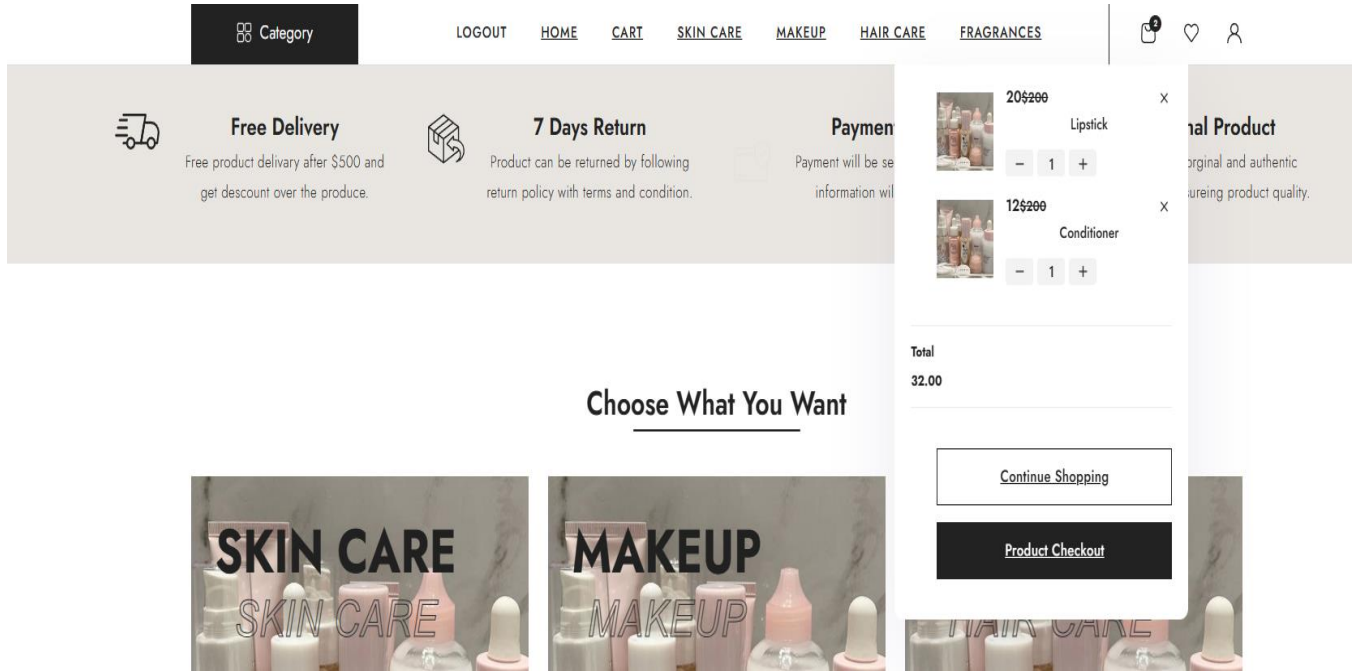 Category
LOGOUT HOME CART SKIN CARE MAKEUP HAIR CARE FRAGRANCES
2
Free Delivery
Free product delivary after $500 and
get descount over the produce.
7 Days Return
Product can be returned by following
return policy with terms and condition.
Paymen
Payment will be se
information wil
nal Product
orginal and authentic
ureing product quality.
20$200 X
Lipstick
− 1 +
12$200 X
Conditioner
− 1 +
Total
32.00
Continue Shopping
Product Checkout
Choose What You Want
SKIN CARE
SKIN CARE
MAKEUP
MAKEUP
HAIR CARE